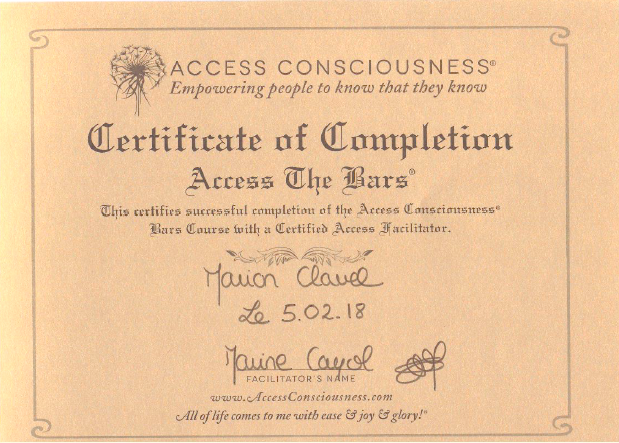 ACCESS CONSCIOUSNESS®
Empowering people to know that they know
Certificate of Completion
Access The Bars®
This certifies successful completion of the Access Consciousness®
Bars Course with a Certified Access Facilitator.
Marion Clavel
Le 5.02.18
Marine Cayol
FACILITATOR'S NAME
www.AccessConsciousness.com
All of life comes to me with ease & joy & glory!®